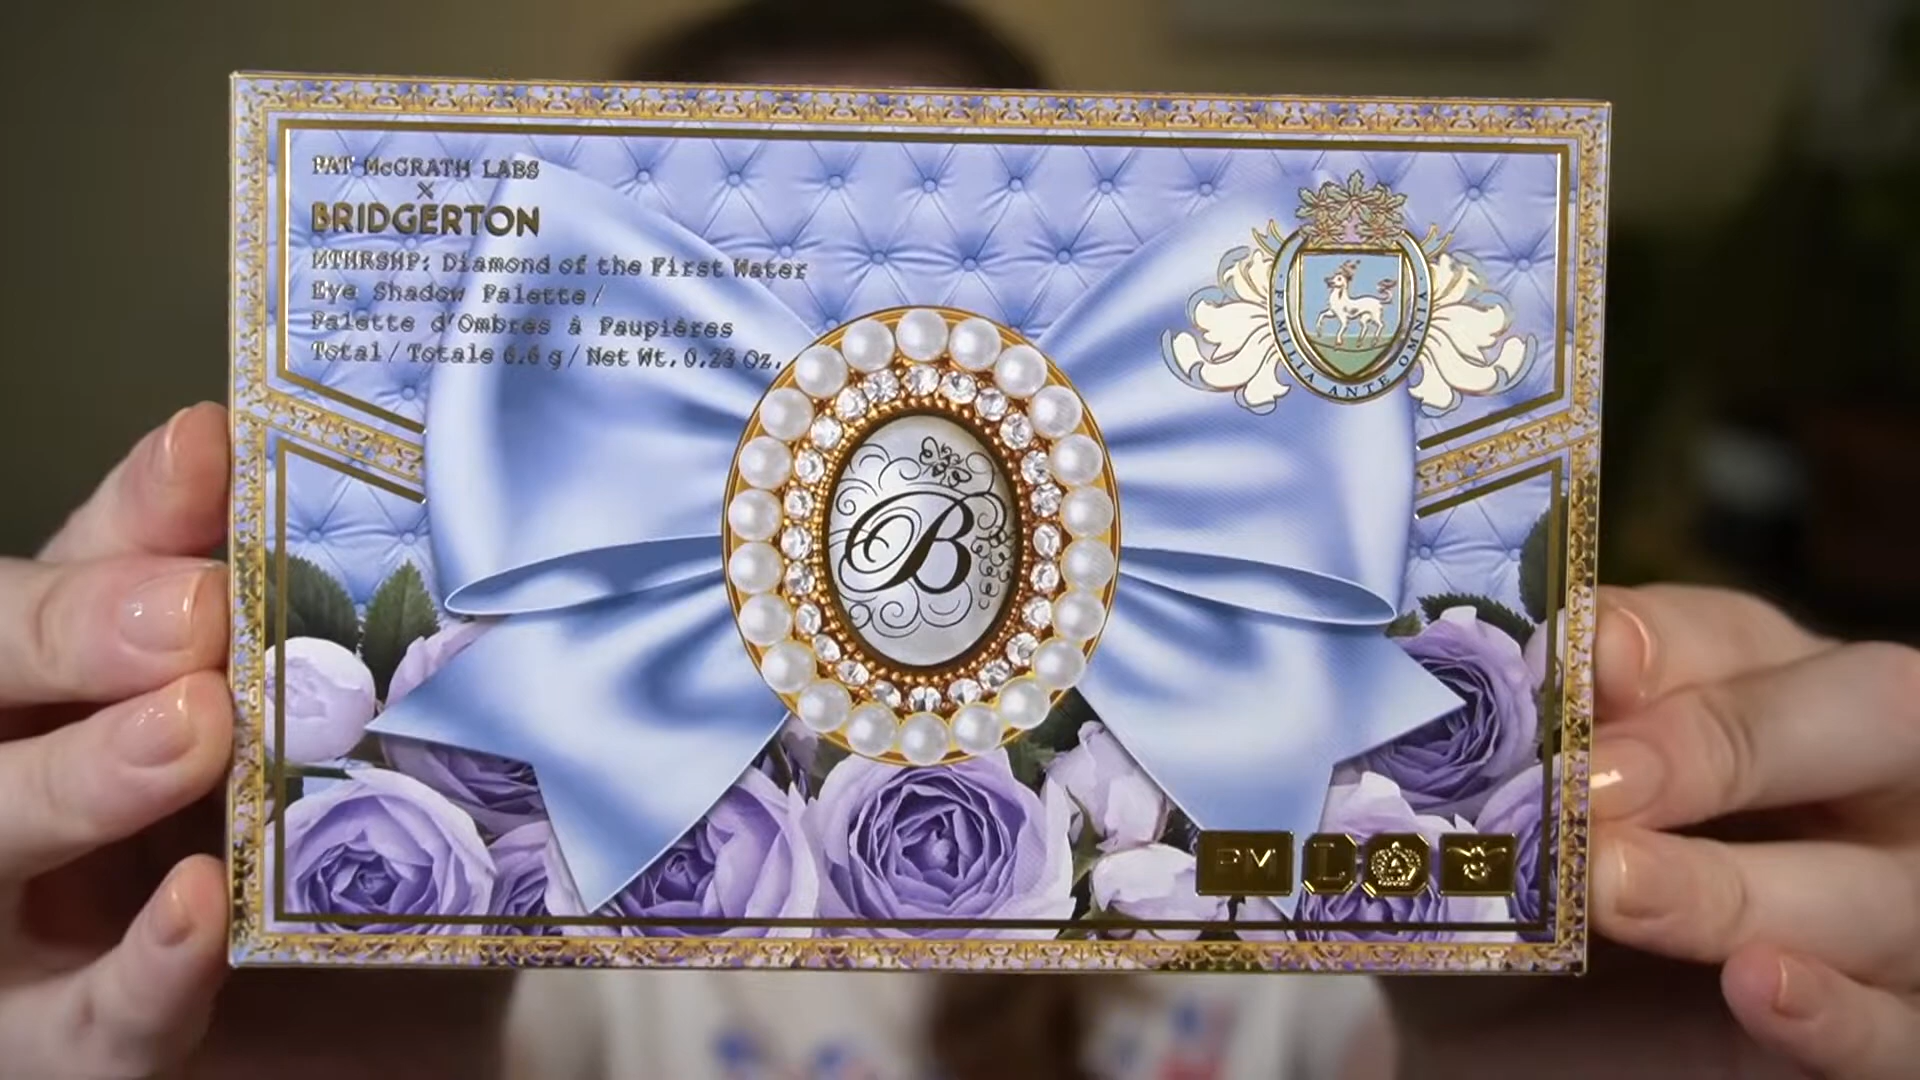 PAT McGRATH LABS
X
BRIDGERTON
MTHRSHP: Diamond of the First Water
Eye Shadow Palette /
Palette d'Ombres à Paupières
Total / Totale 6.6 g / Net Wt. 0.23 Oz.
FAMILIA ANTE OMNIA
B
PM L A